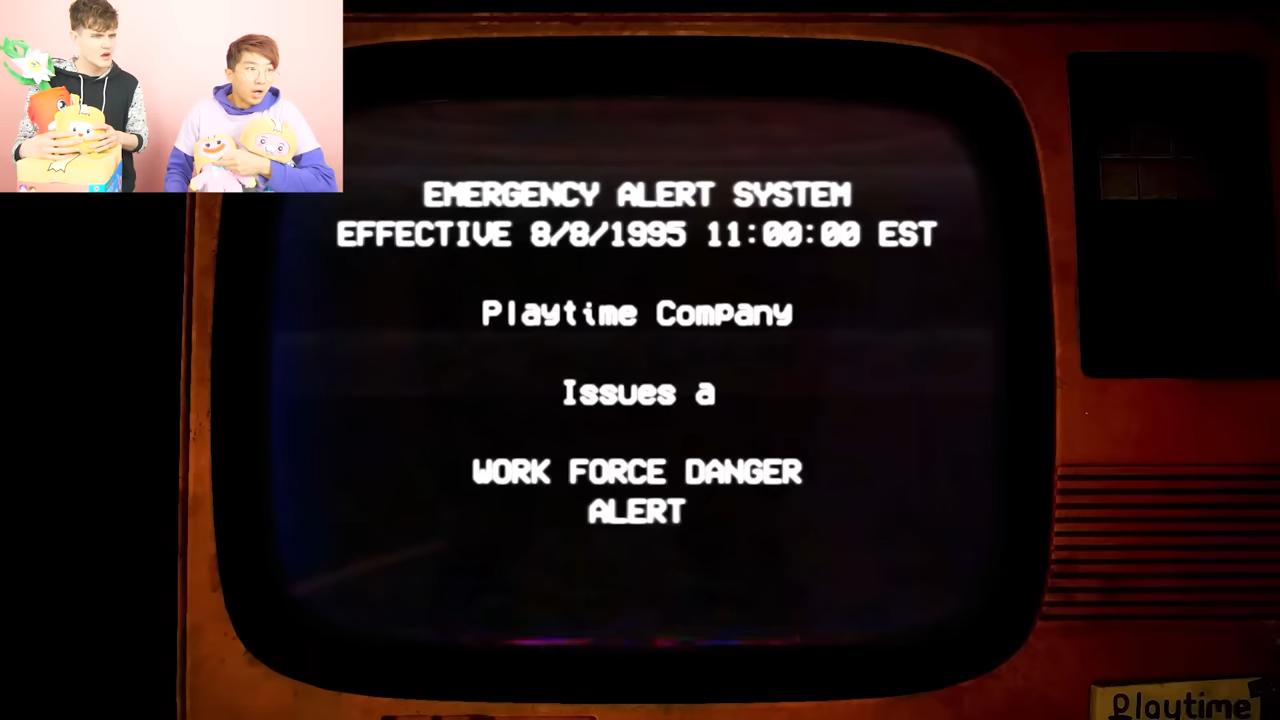 EMERGENCY ALERT SYSTEM
EFFECTIVE 8/8/1995 11:00:00 EST
Playtime Company
Issues a
WORK FORCE DANGER
ALERT
Playtime